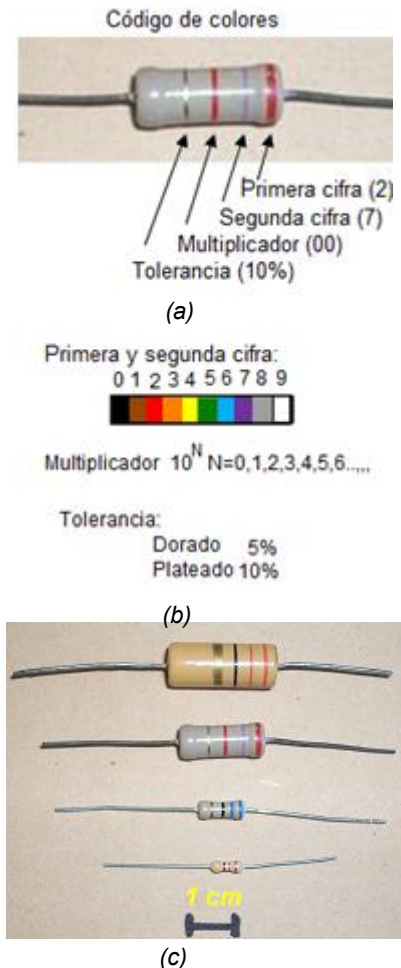 Código de colores
Primera cifra (2)
Segunda cifra (7)
Multiplicador (00)
Tolerancia (10%)
(a)
Primera y segunda cifra:
0 1 2 3 4 5 6 7 8 9
Multiplicador 10^N N=0,1,2,3,4,5,6..,,,
Tolerancia:
Dorado 5%
Plateado 10%
(b)
1 cm
(c)